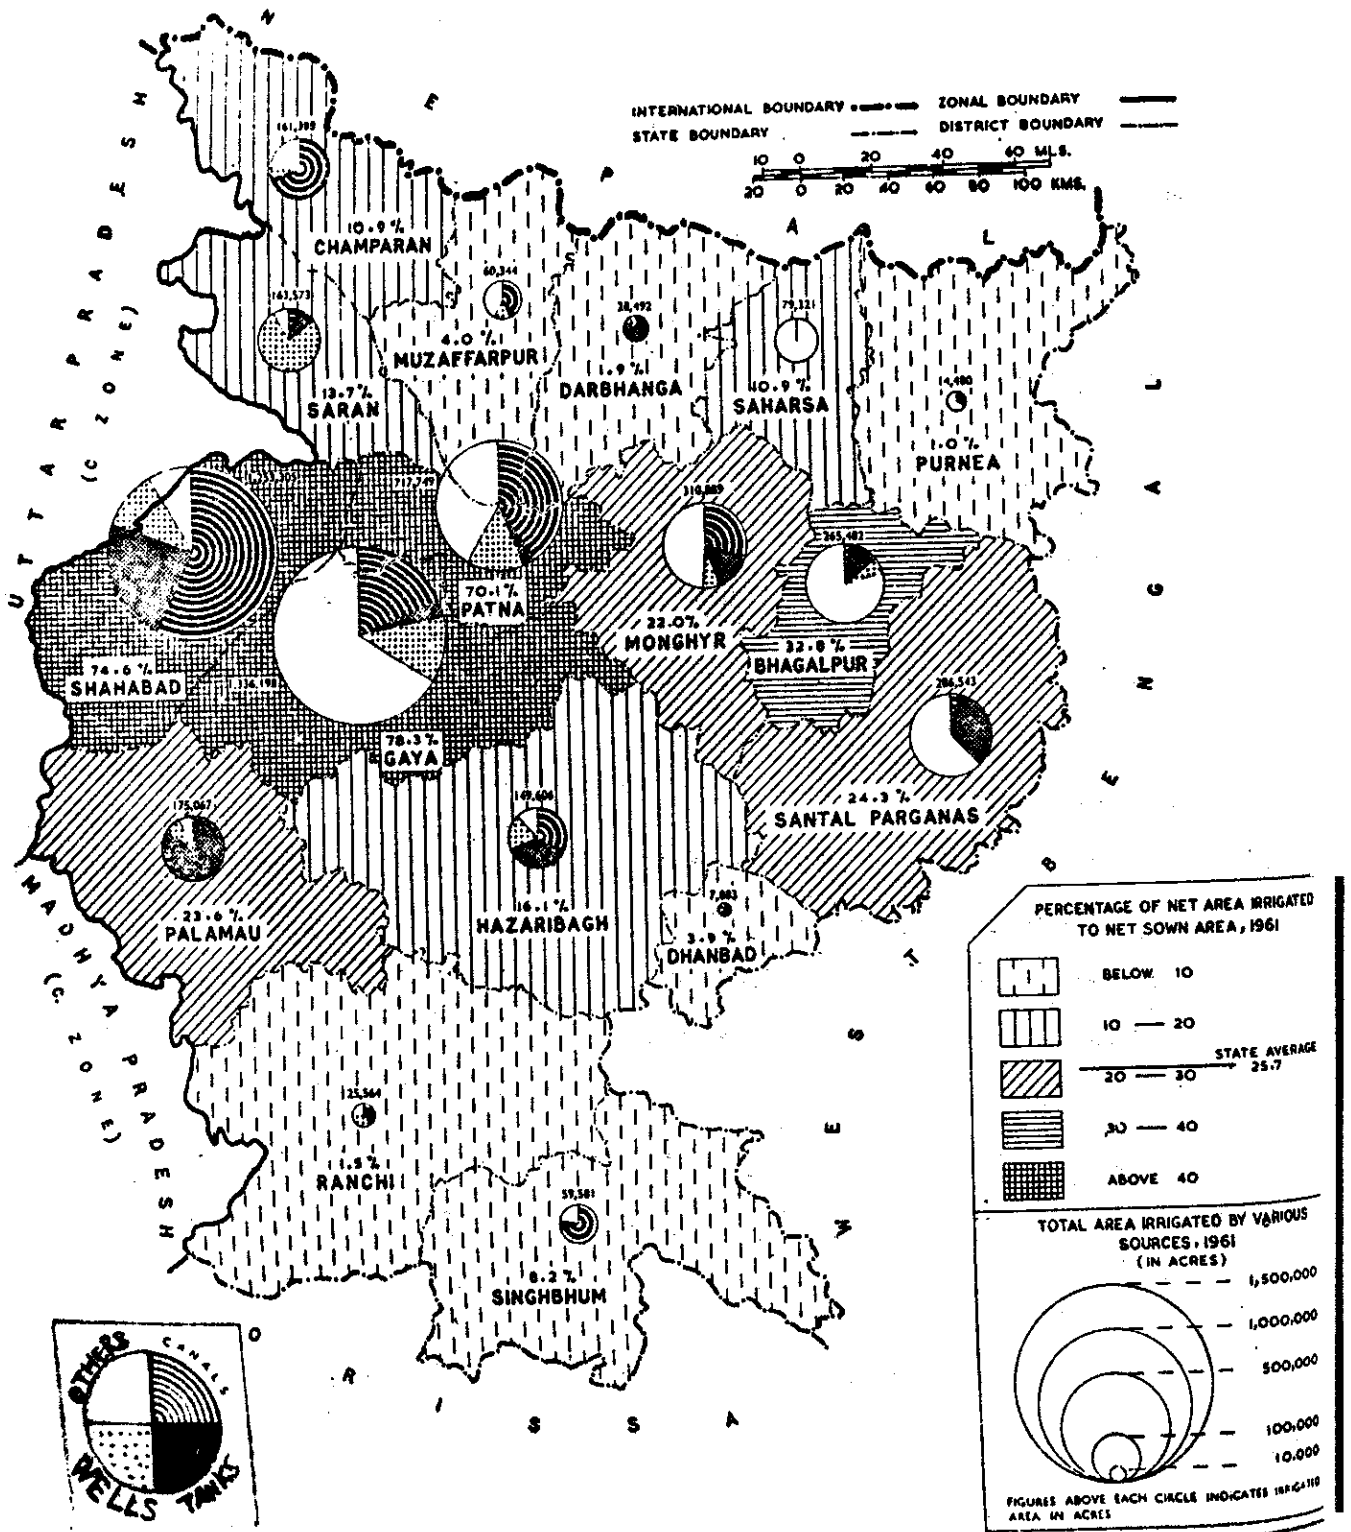 NEPAL
INTERNATIONAL BOUNDARY
ZONAL BOUNDARY
STATE BOUNDARY
DISTRICT BOUNDARY
10 0 20 40 60 MLS.
20 0 20 40 60 80 100 KMS.
UTTAR PRADESH
(C ZONE)
161,389
10.9%
CHAMPARAN
163,573
13.7%
SARAN
60,344
4.0%
MUZAFFARPUR
28,492
1.9%
DARBHANGA
79,321
10.9%
SAHARSA
14,480
1.0%
PURNEA
74.6%
SHAHABAD
717,749
70.1%
PATNA
78.3%
GAYA
310,889
22.0%
MONGHYR
265,482
32.8%
BHAGALPUR
286,543
24.3%
SANTAL PARGANAS
175,067
23.6%
PALAMAU
149,606
16.1%
HAZARIBAGH
7,883
3.9%
DHANBAD
25,564
1.5%
RANCHI
59,581
8.2%
SINGHBHUM
MADHYA PRADESH
(C. ZONE)
WEST BENGAL
ORISSA
OTHERS
CANALS
WELLS
TANKS
PERCENTAGE OF NET AREA IRRIGATED
TO NET SOWN AREA, 1961
BELOW 10
10 — 20
STATE AVERAGE
25.7
20 — 30
30 — 40
ABOVE 40
TOTAL AREA IRRIGATED BY VARIOUS
SOURCES, 1961
(IN ACRES)
1,500,000
1,000,000
500,000
100,000
10,000
FIGURES ABOVE EACH CIRCLE INDICATES IRRIGATED
AREA IN ACRES